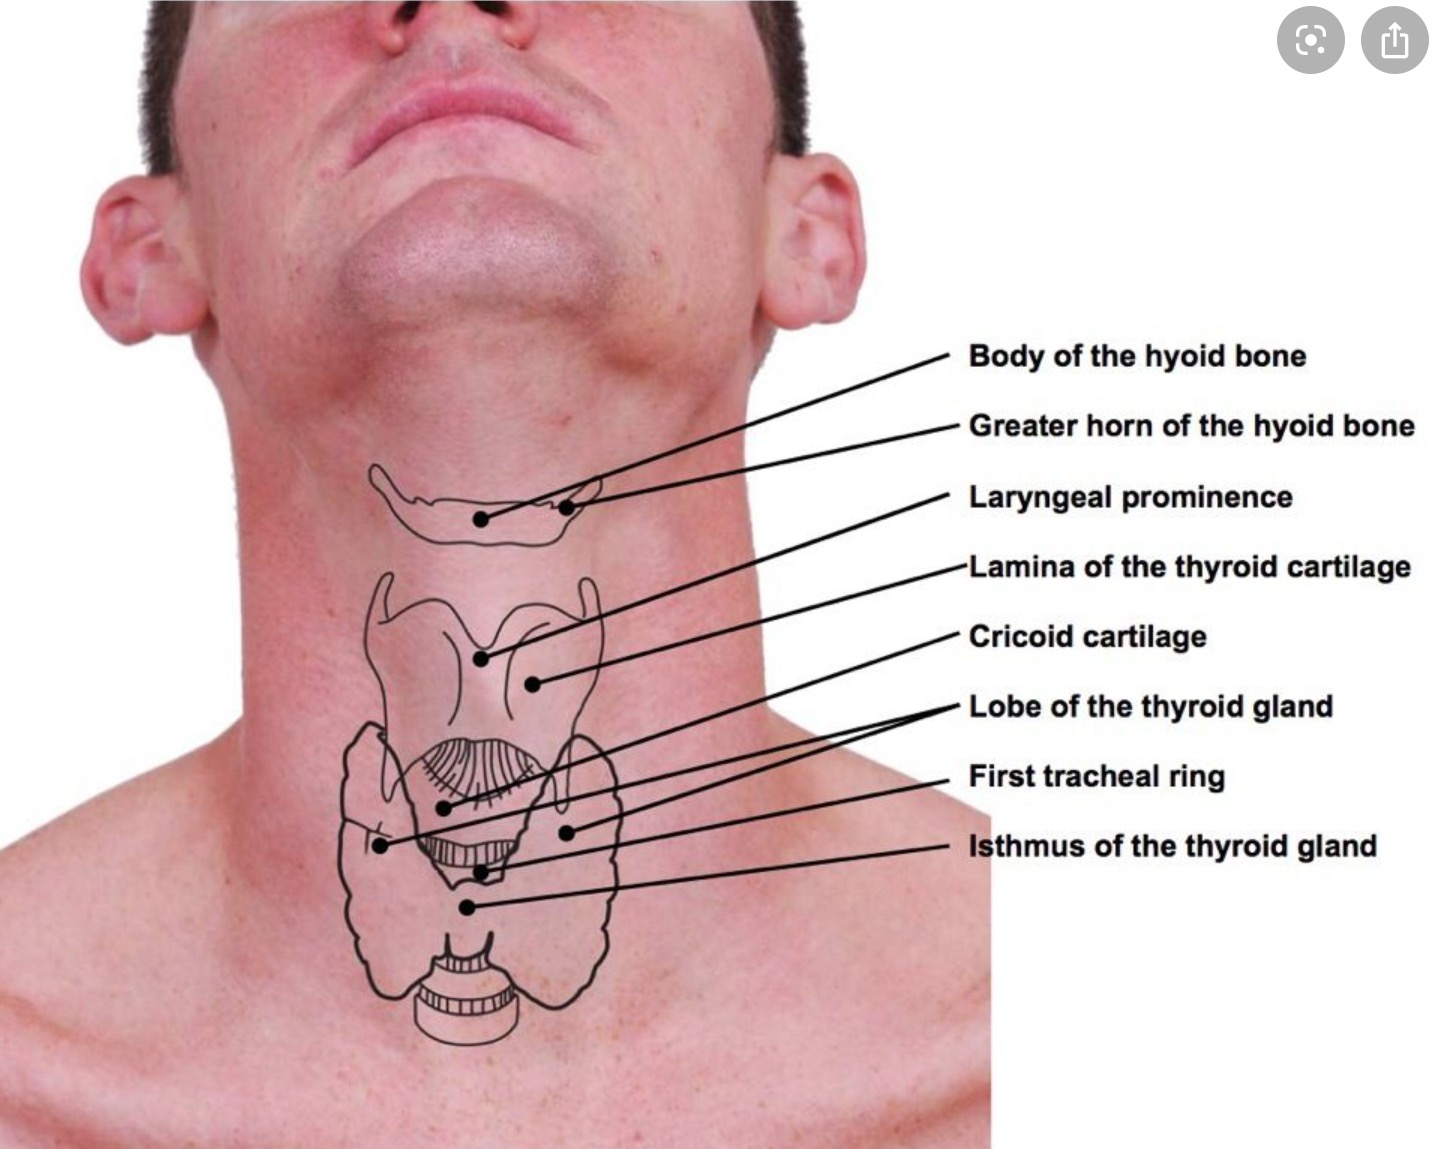 Body of the hyoid bone
Greater horn of the hyoid bone
Laryngeal prominence
Lamina of the thyroid cartilage
Cricoid cartilage
Lobe of the thyroid gland
First tracheal ring
Isthmus of the thyroid gland